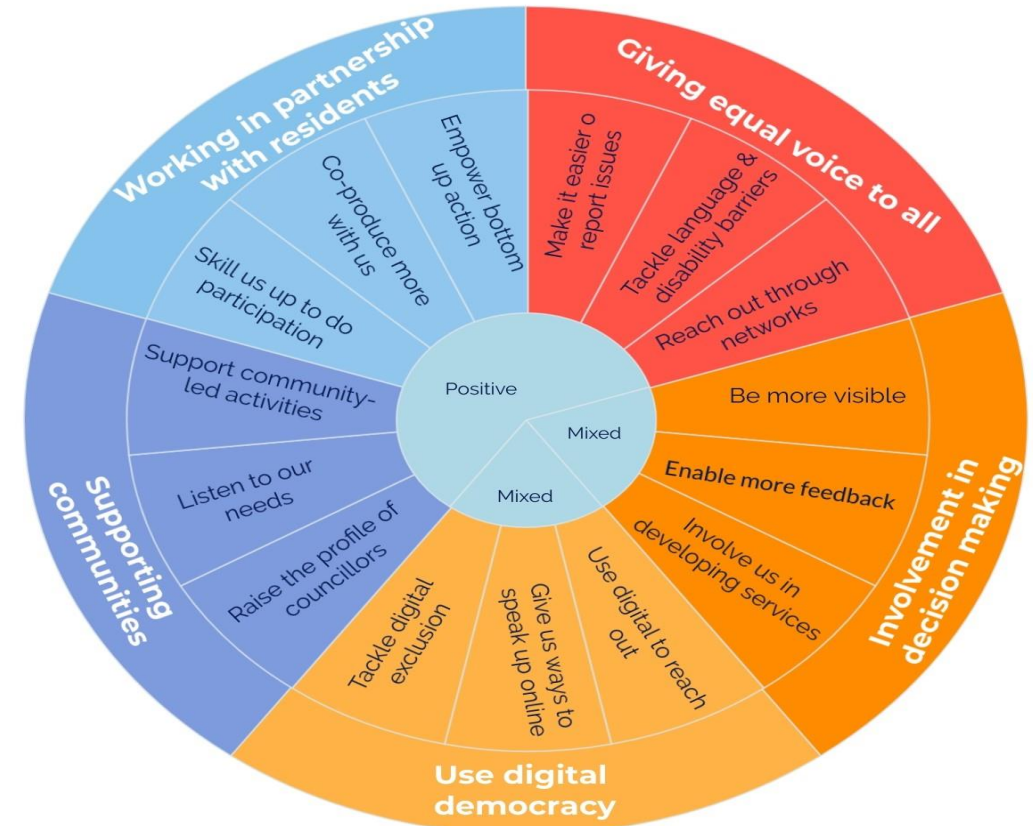 Working in partnership
with residents
Empower bottom
up action
Co-produce more
with us
Skill us up to do
participation
Giving equal voice to all
Make it easier o
report issues
Tackle language &
disability barriers
Reach out through
networks
Involvement in
decision making
Be more visible
Enable more feedback
Involve us in
developing services
Use digital
democracy
Use digital to reach
out
Give us ways to
speak up online
Tackle digital
exclusion
Supporting
communities
Raise the profile of
councillors
Listen to our
needs
Support community-
led activities
Positive
Mixed
Mixed